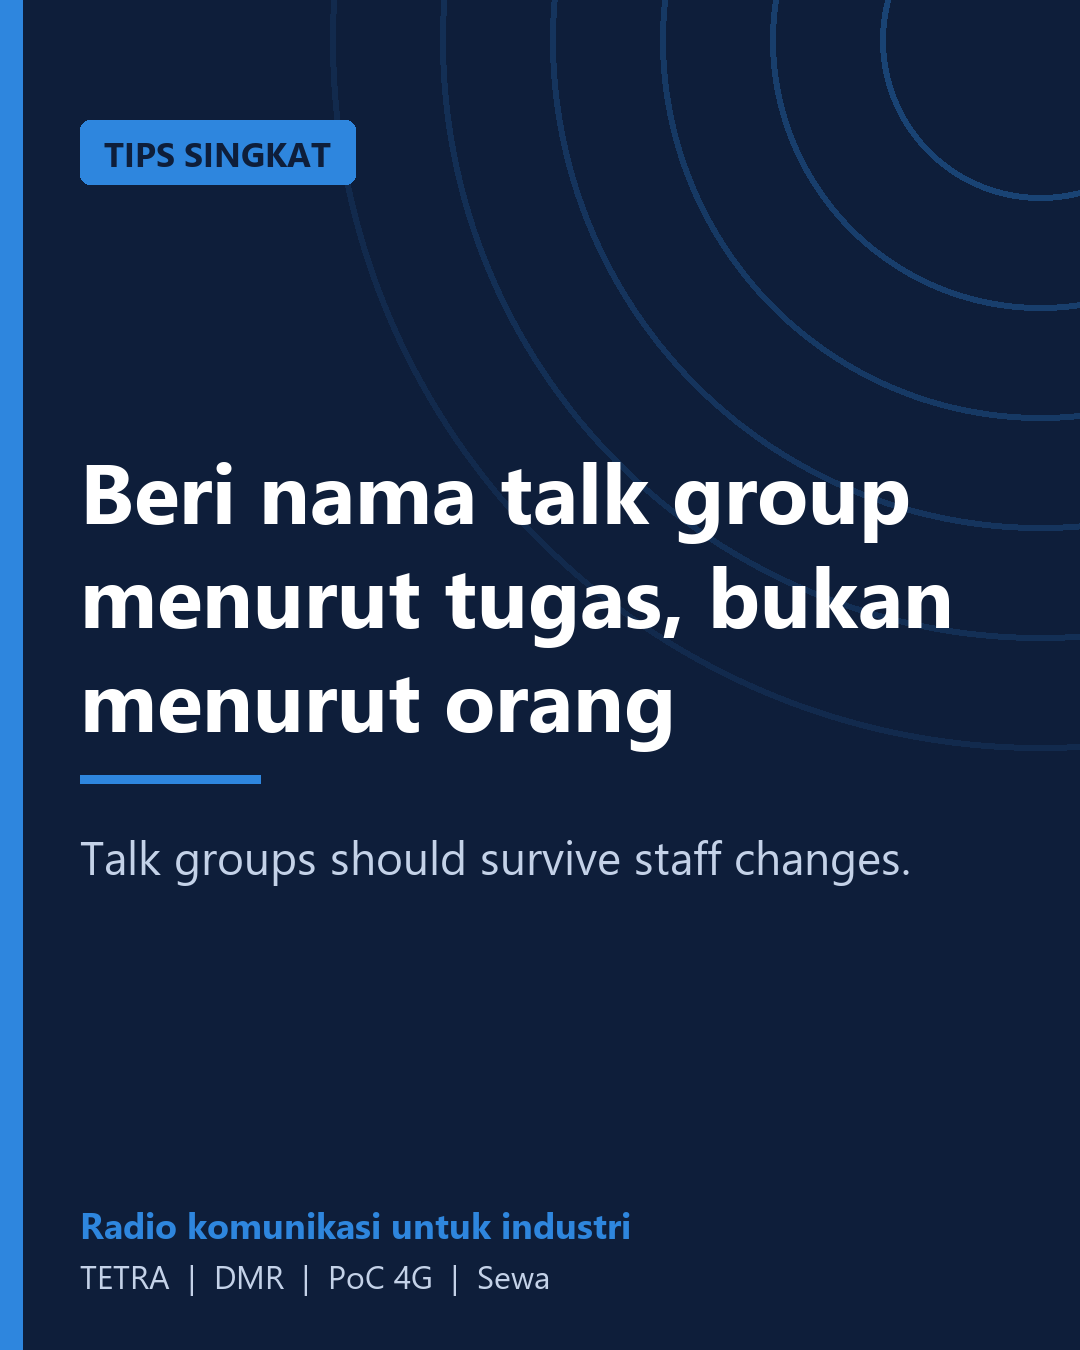 TIPS SINGKAT
Beri nama talk group
menurut tugas, bukan
menurut orang
Talk groups should survive staff changes.
Radio komunikasi untuk industri
TETRA | DMR | PoC 4G | Sewa